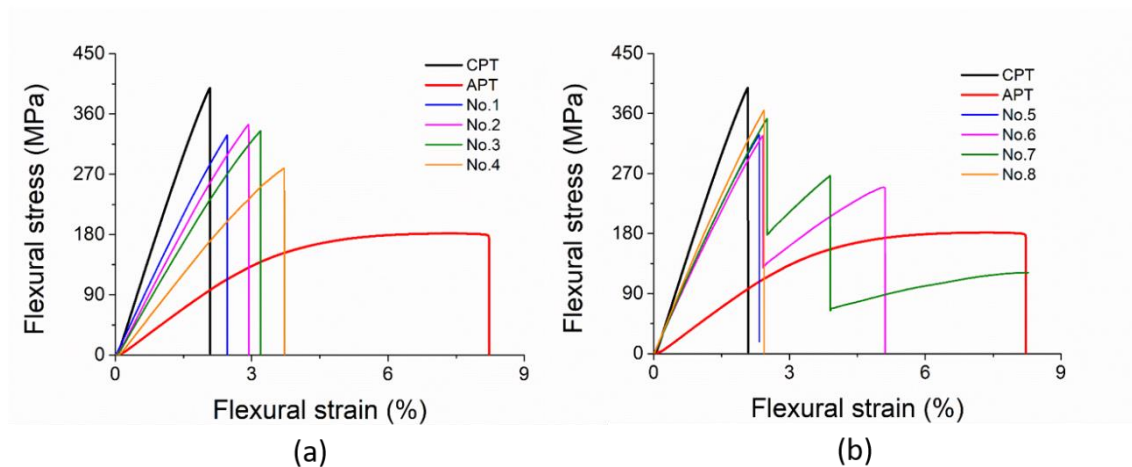 450
360
270
180
90
0
Flexural stress (MPa)
CPT
APT
No.1
No.2
No.3
No.4
0
3
6
9
Flexural strain (%)
(a)
450
360
270
180
90
0
Flexural stress (MPa)
CPT
APT
No.5
No.6
No.7
No.8
0
3
6
9
Flexural strain (%)
(b)